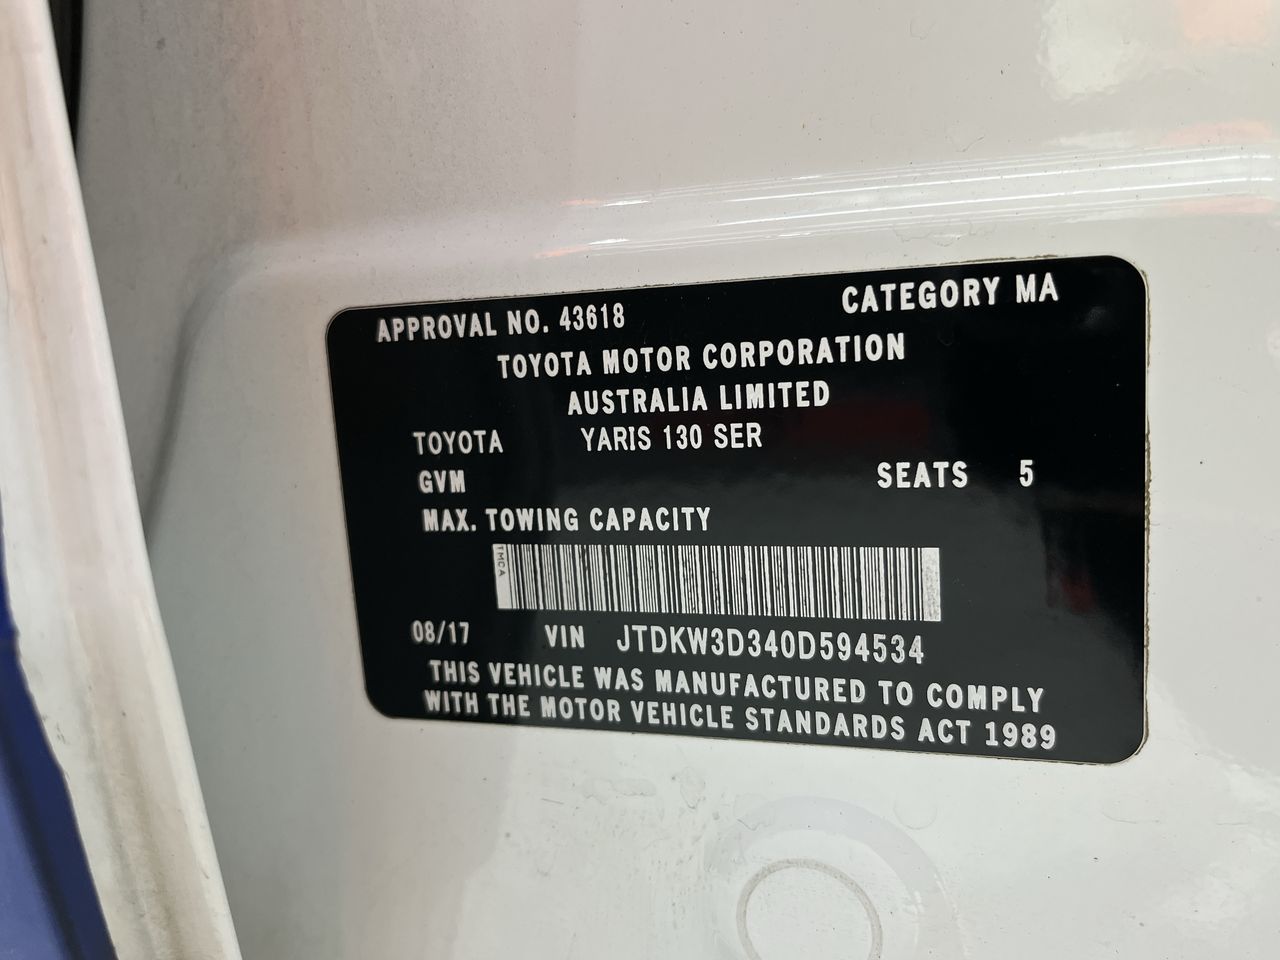 APPROVAL NO. 43618 CATEGORY MA
TOYOTA MOTOR CORPORATION
AUSTRALIA LIMITED
TOYOTA YARIS 130 SER
GVM SEATS 5
MAX. TOWING CAPACITY
TMCA
08/17 VIN JTDKW3D340D594534
THIS VEHICLE WAS MANUFACTURED TO COMPLY
WITH THE MOTOR VEHICLE STANDARDS ACT 1989